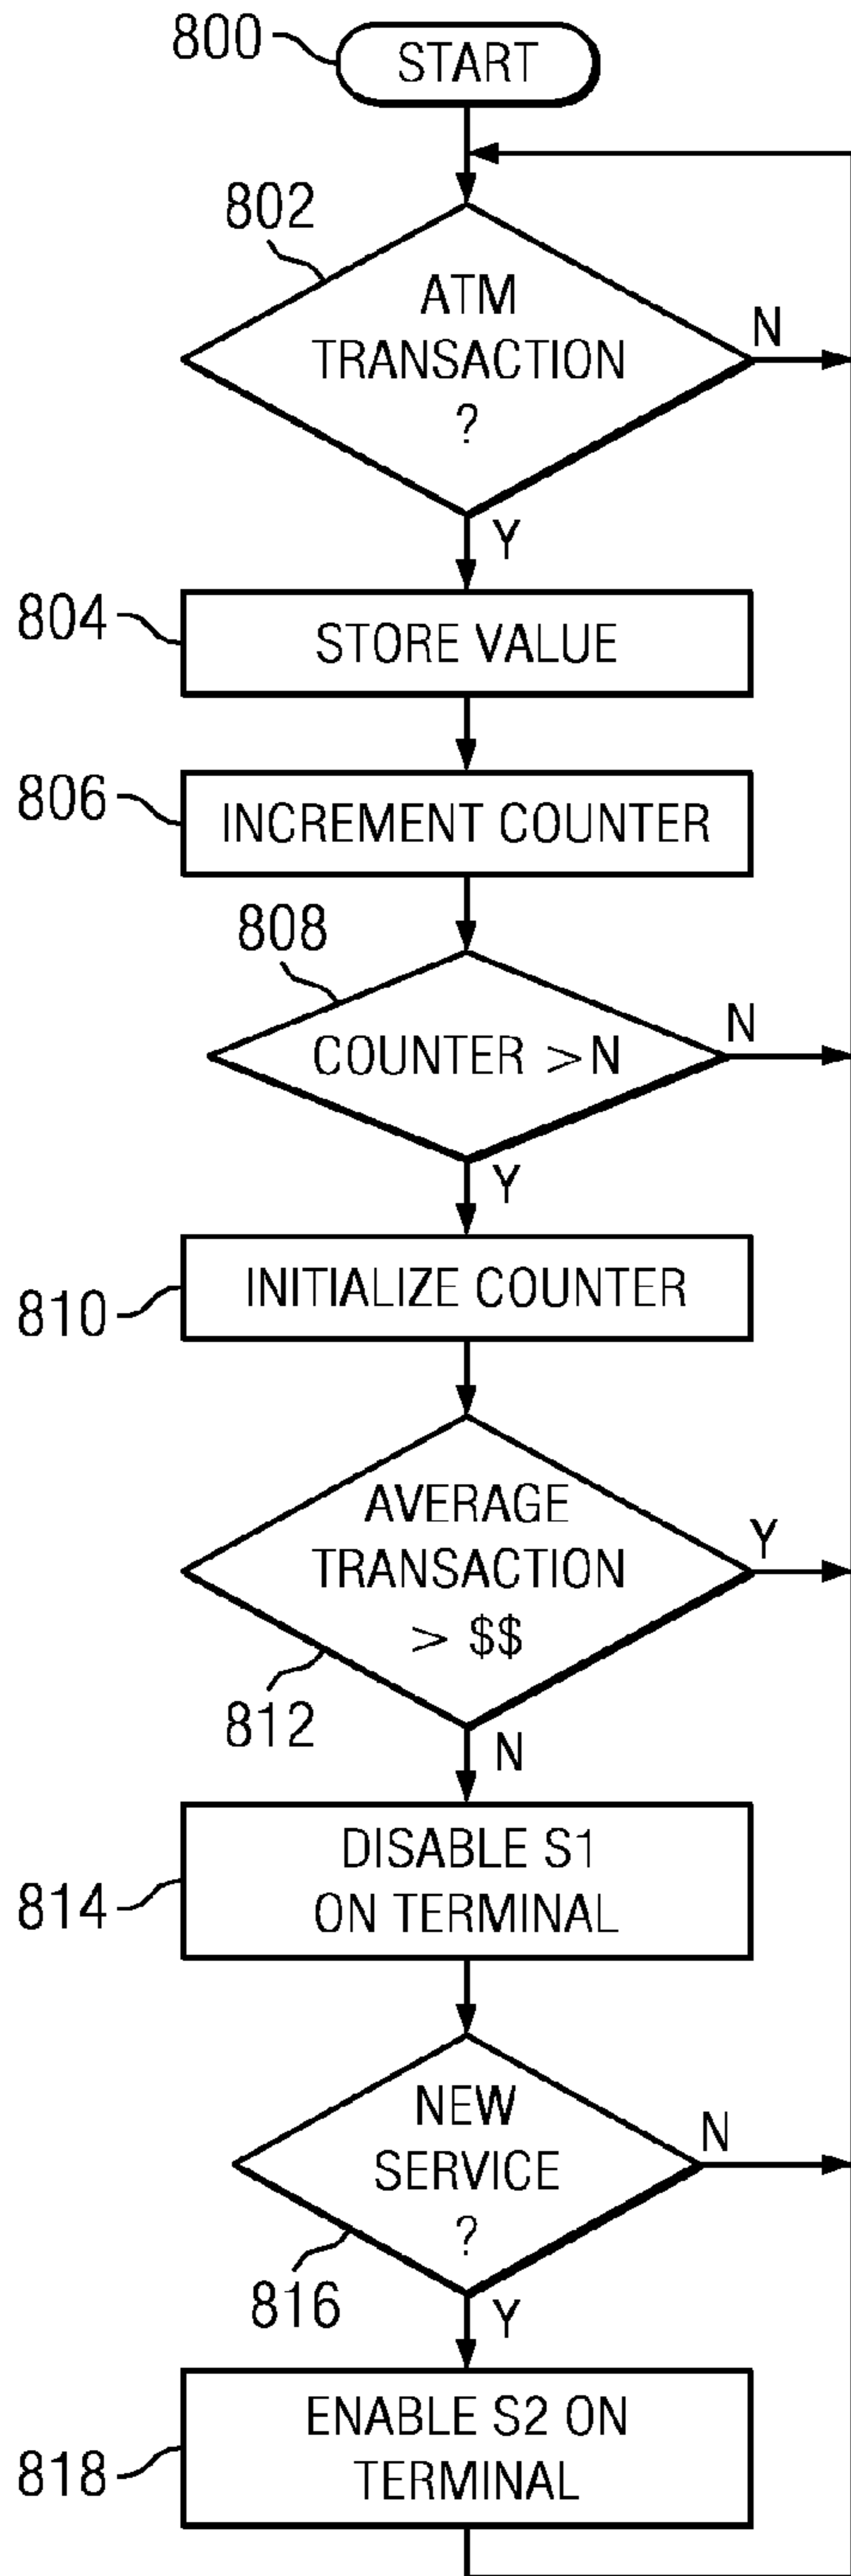 800
START
802
ATM
TRANSACTION
?
N
Y
804
STORE VALUE
806
INCREMENT COUNTER
808
COUNTER >N
N
Y
810
INITIALIZE COUNTER
AVERAGE
TRANSACTION
> $$
Y
812
N
814
DISABLE S1
ON TERMINAL
NEW
SERVICE
?
N
816
Y
818
ENABLE S2 ON
TERMINAL